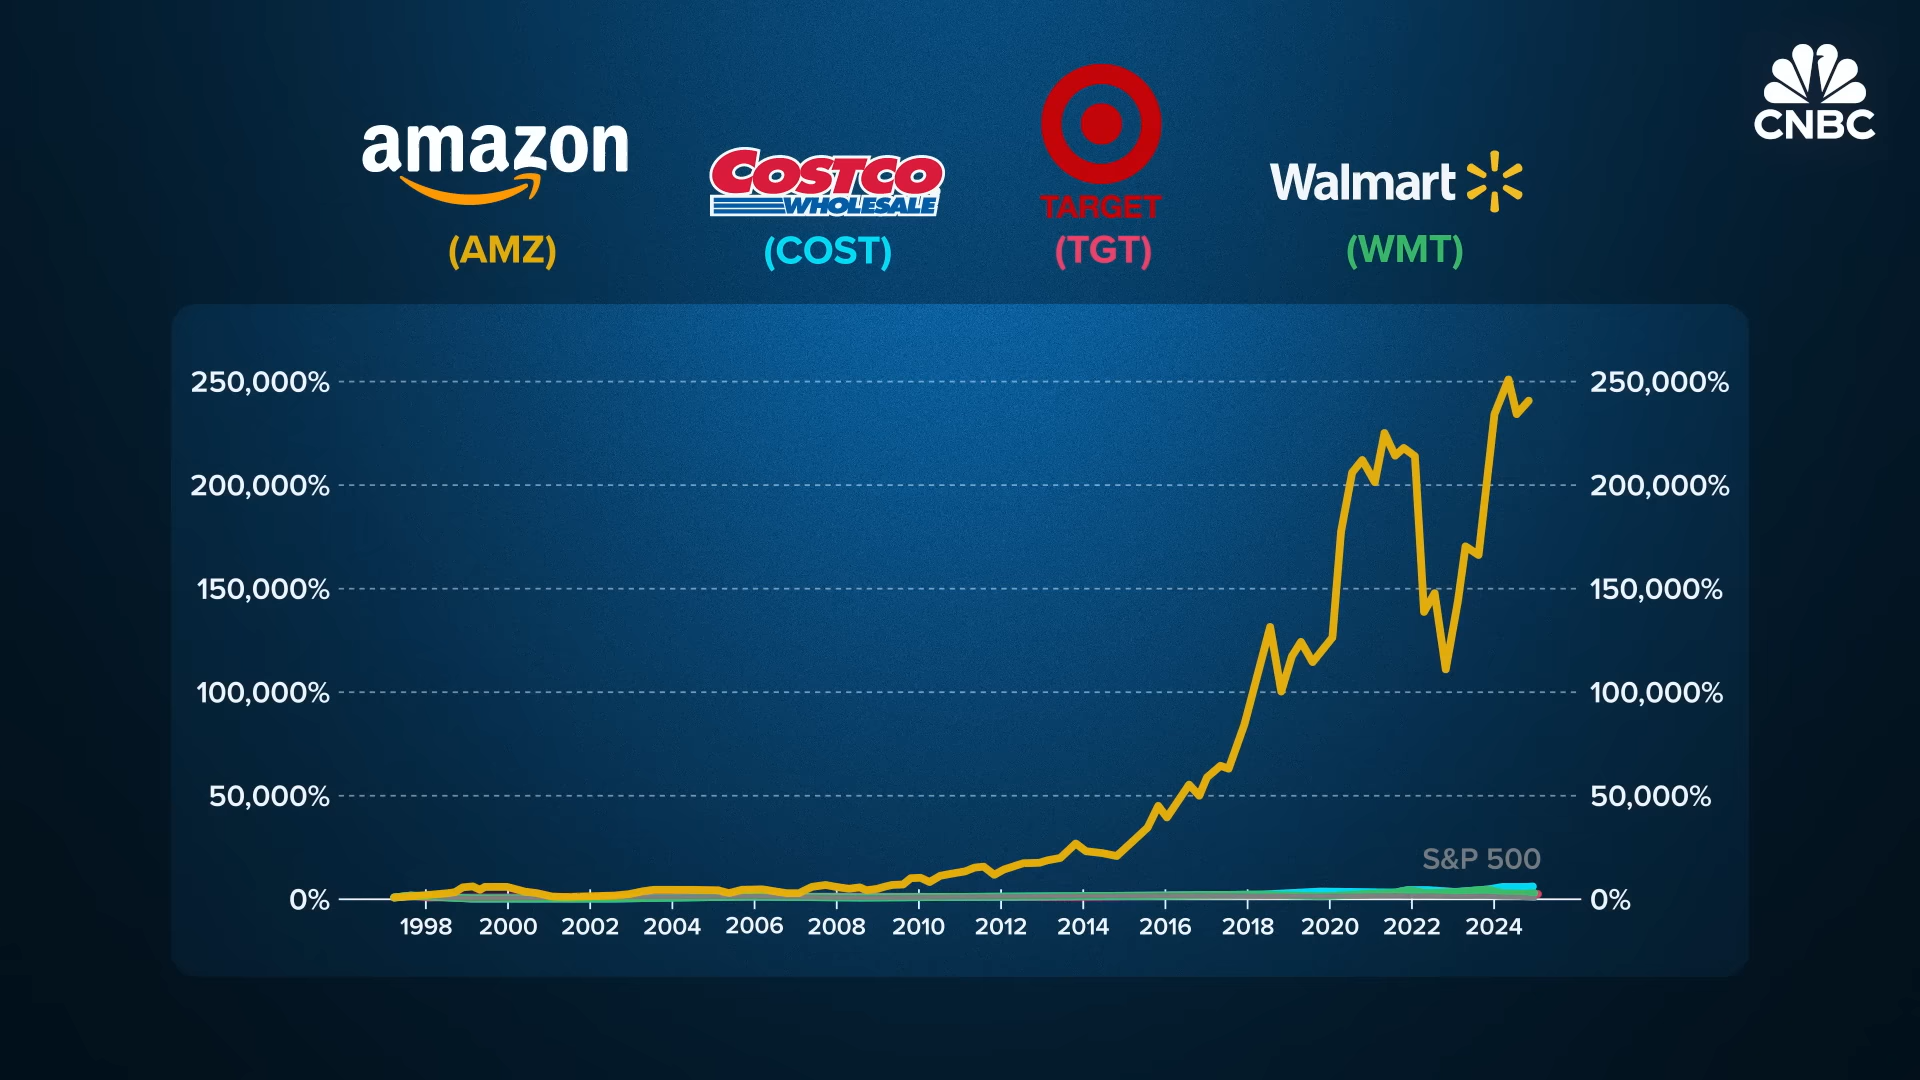 CNBC
amazon
COSTCO
WHOLESALE
TARGET
Walmart
(AMZ)
(COST)
(TGT)
(WMT)
250,000%
250,000%
200,000%
200,000%
150,000%
150,000%
100,000%
100,000%
50,000%
50,000%
S&P 500
0%
0%
1998 2000 2002 2004 2006 2008 2010 2012 2014 2016 2018 2020 2022 2024